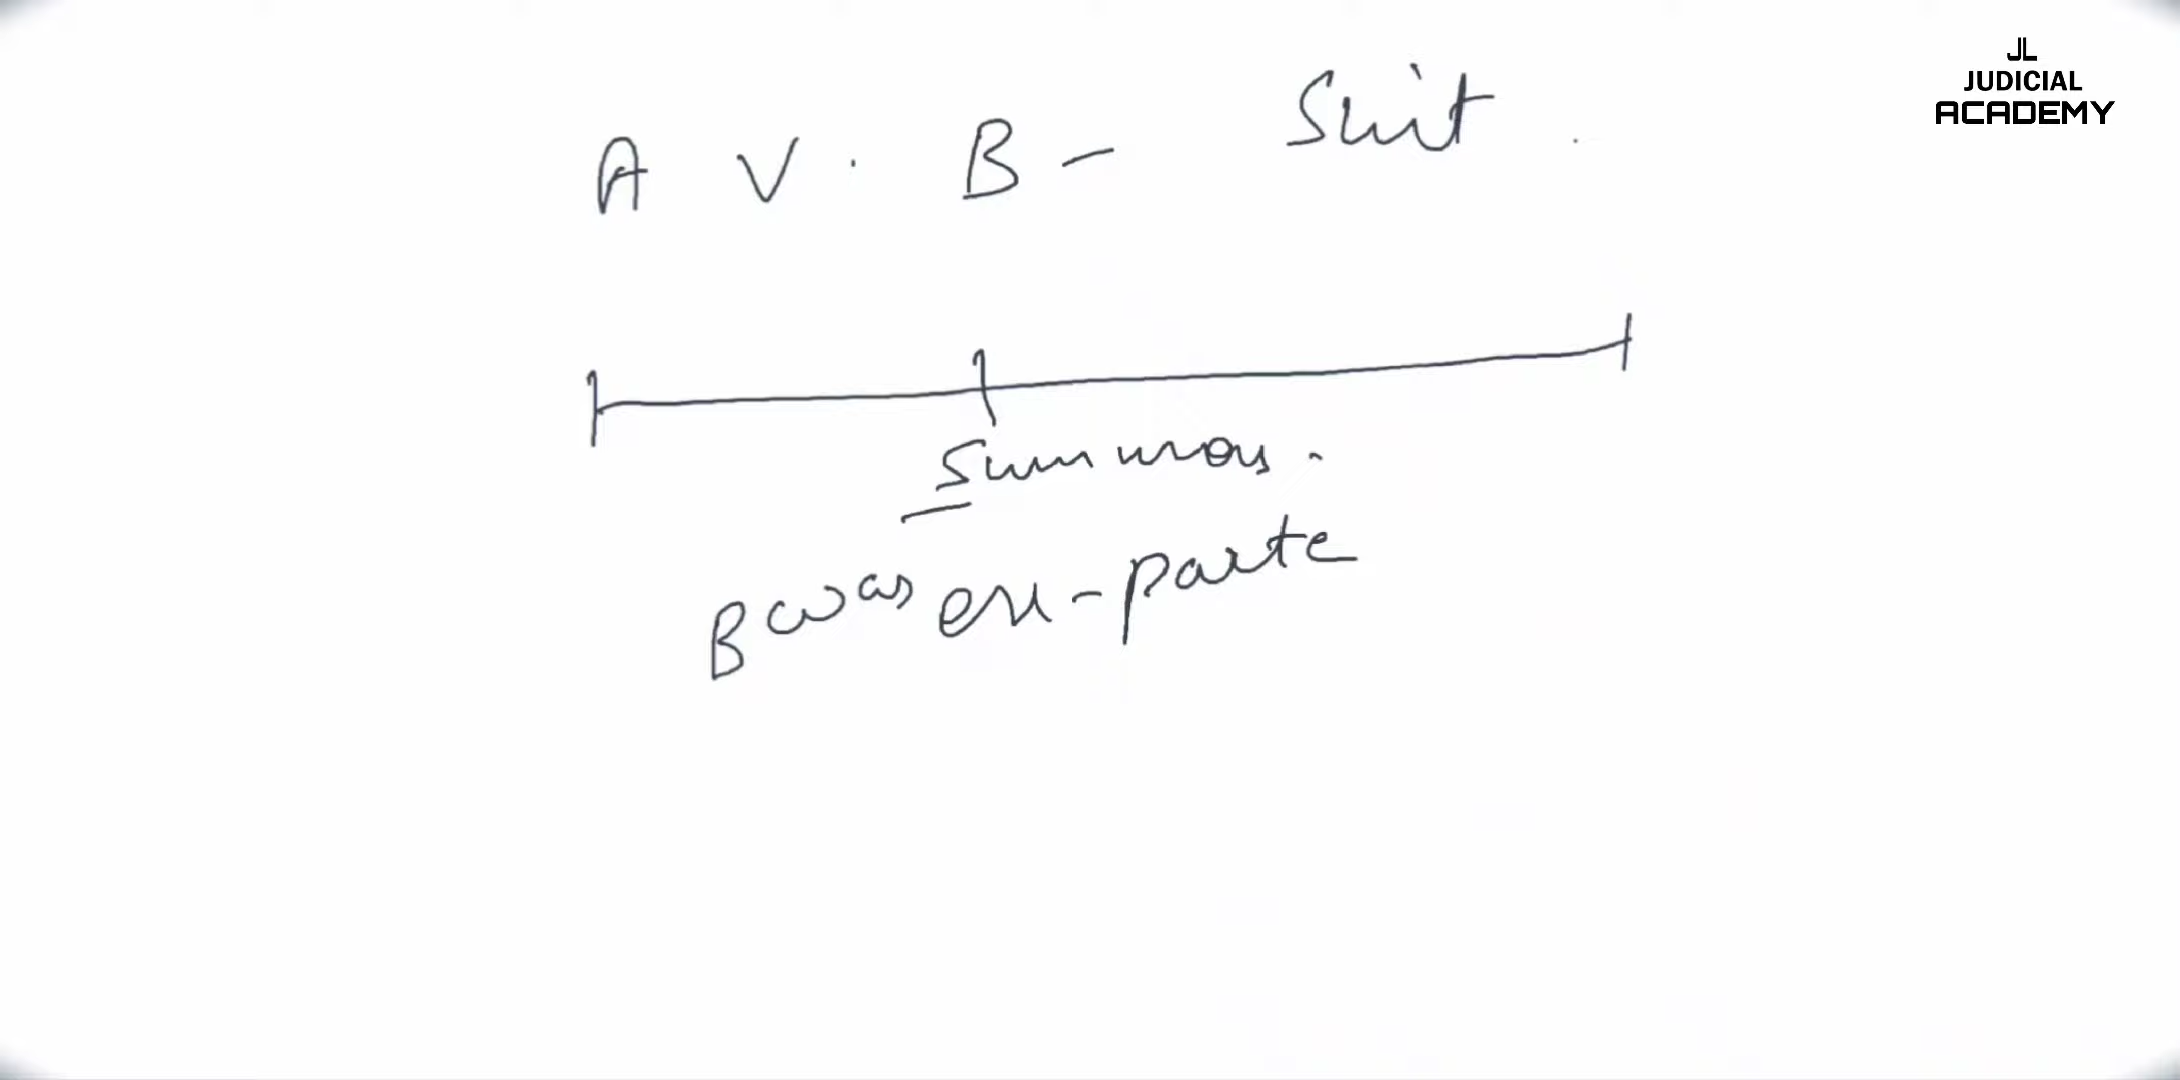 JL
JUDICIAL
ACADEMY
A V. B - Suit.
Summons.
B was ex-parte